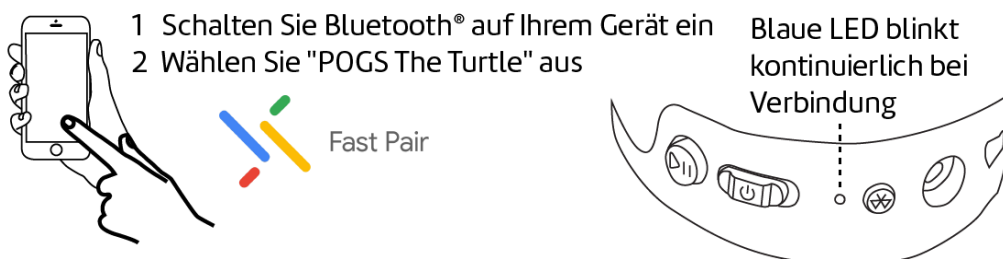 1 Schalten Sie Bluetooth® auf Ihrem Gerät ein
2 Wählen Sie "POGS The Turtle" aus
Fast Pair
Blaue LED blinkt
kontinuierlich bei
Verbindung